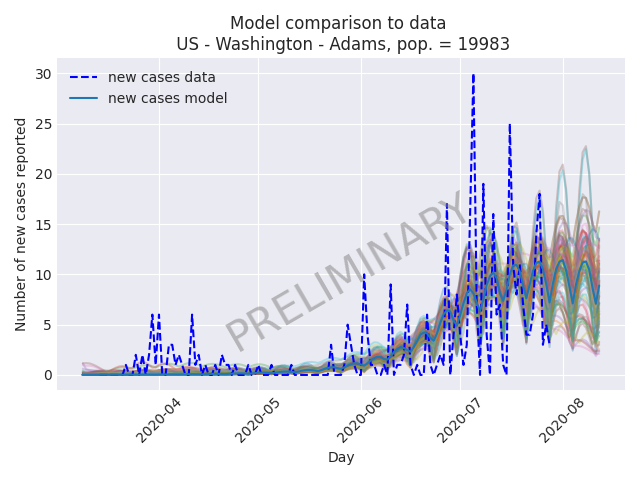 Model comparison to data
US - Washington - Adams, pop. = 19983
new cases data
new cases model
PRELIMINARY
Number of new cases reported
30
25
20
15
10
5
0
2020-04
2020-05
2020-06
2020-07
2020-08
Day